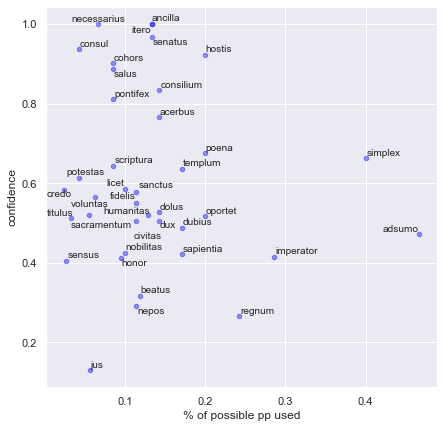 1.0
0.8
0.6
0.4
0.2
confidence
necessarius
ancilla
itero
senatus
consul
hostis
cohors
salus
consilium
pontifex
acerbus
poena
simplex
scriptura
templum
potestas
credo
licet
sanctus
voluntas
fidelis
titulus
humanitas
dolus
oportet
sacramentum
dux
dubius
civitas
adsumo
nobilitas
sapientia
imperator
sensus
honor
beatus
nepos
regnum
jus
0.1
0.2
0.3
0.4
% of possible pp used